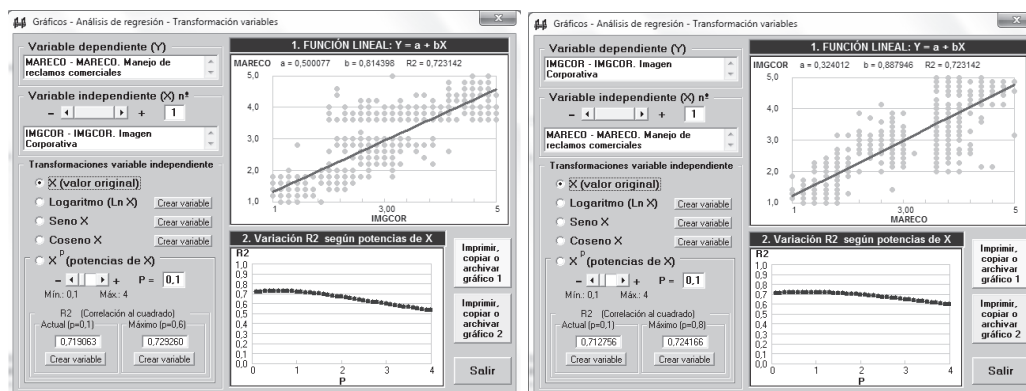 Gráficos - Análisis de regresión - Transformación variables
X
Variable dependiente (Y)
MARECO - MARECO. Manejo de
reclamos comerciales
Variable independiente (X) nº
- + 1
IMGCOR - IMGCOR. Imagen
Corporativa
Transformaciones variable independiente
X (valor original)
Logaritmo (Ln X) Crear variable
Seno X Crear variable
Coseno X Crear variable
X P (potencias de X)
- + P = 0,1
Mín.: 0,1 Máx.: 4
R2 (Correlación al cuadrado)
Actual (p=0,1) Máximo (p=0,6)
0,719063 0,729260
Crear variable Crear variable
1. FUNCIÓN LINEAL: Y = a + bX
MARECO a = 0,500077 b = 0,814398 R2 = 0,723142
5,0
4,0
3,0
2,0
1,0
1 3,00 5
IMGCOR
2. Variación R2 según potencias de X
R2
1,0
0,9
0,8
0,7
0,6
0,5
0,4
0,3
0,2
0,1
0,0
0 1 2 3 4
P
Imprimir,
copiar o
archivar
gráfico 1
Imprimir,
copiar o
archivar
gráfico 2
Salir
Gráficos - Análisis de regresión - Transformación variables
X
Variable dependiente (Y)
IMGCOR - IMGCOR. Imagen
Corporativa
Variable independiente (X) nº
- + 1
MARECO - MARECO. Manejo de
reclamos comerciales
Transformaciones variable independiente
X (valor original)
Logaritmo (Ln X) Crear variable
Seno X Crear variable
Coseno X Crear variable
X P (potencias de X)
- + P = 0,1
Mín.: 0,1 Máx.: 4
R2 (Correlación al cuadrado)
Actual (p=0,1) Máximo (p=0,8)
0,712756 0,724166
Crear variable Crear variable
1. FUNCIÓN LINEAL: Y = a + bX
IMGCOR a = 0,324012 b = 0,887946 R2 = 0,723142
5,0
4,0
3,0
2,0
1,0
1 3,00 5
MARECO
2. Variación R2 según potencias de X
R2
1,0
0,9
0,8
0,7
0,6
0,5
0,4
0,3
0,2
0,1
0,0
0 1 2 3 4
P
Imprimir,
copiar o
archivar
gráfico 1
Imprimir,
copiar o
archivar
gráfico 2
Salir